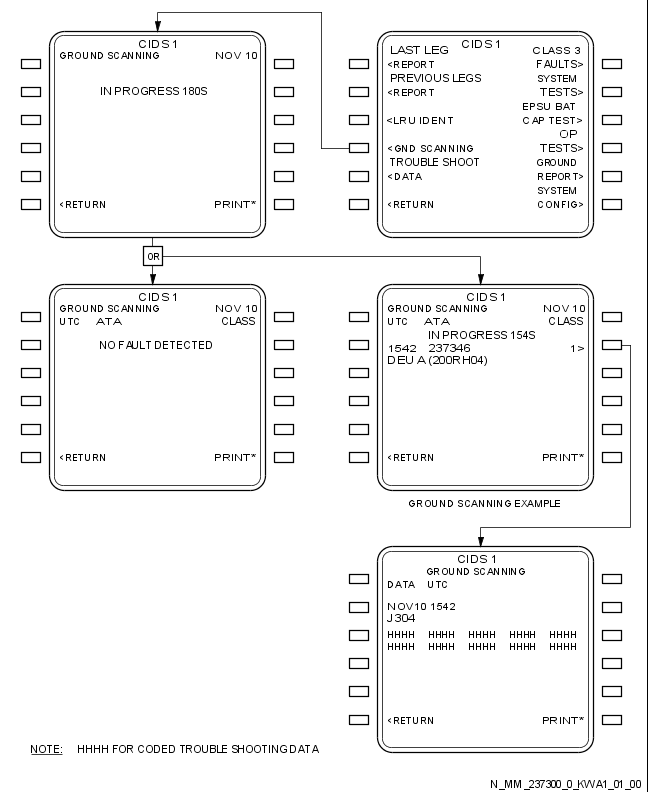 CIDS 1
GROUND SCANNING NOV 10
IN PROGRESS 180S
<RETURN PRINT*
CIDS 1
LAST LEG CLASS 3
<REPORT FAULTS>
PREVIOUS LEGS SYSTEM
<REPORT TESTS>
EPSU BAT
<LRU IDENT CAP TEST>
OP
<GND SCANNING TESTS>
TROUBLE SHOOT GROUND
<DATA REPORT>
SYSTEM
<RETURN CONFIG>
OR
CIDS 1
GROUND SCANNING NOV 10
UTC ATA CLASS
NO FAULT DETECTED
<RETURN PRINT*
CIDS 1
GROUND SCANNING NOV 10
UTC ATA CLASS
IN PROGRESS 154S
1542 237346 1>
DEU A (200RH04)
<RETURN PRINT*
GROUND SCANNING EXAMPLE
CIDS 1
GROUND SCANNING
DATA UTC
NOV10 1542
J304
HHHH HHHH HHHH HHHH HHHH
HHHH HHHH HHHH HHHH HHHH
<RETURN PRINT*
NOTE: HHHH FOR CODED TROUBLE SHOOTING DATA
N_MM_237300_0_KWA1_01_00